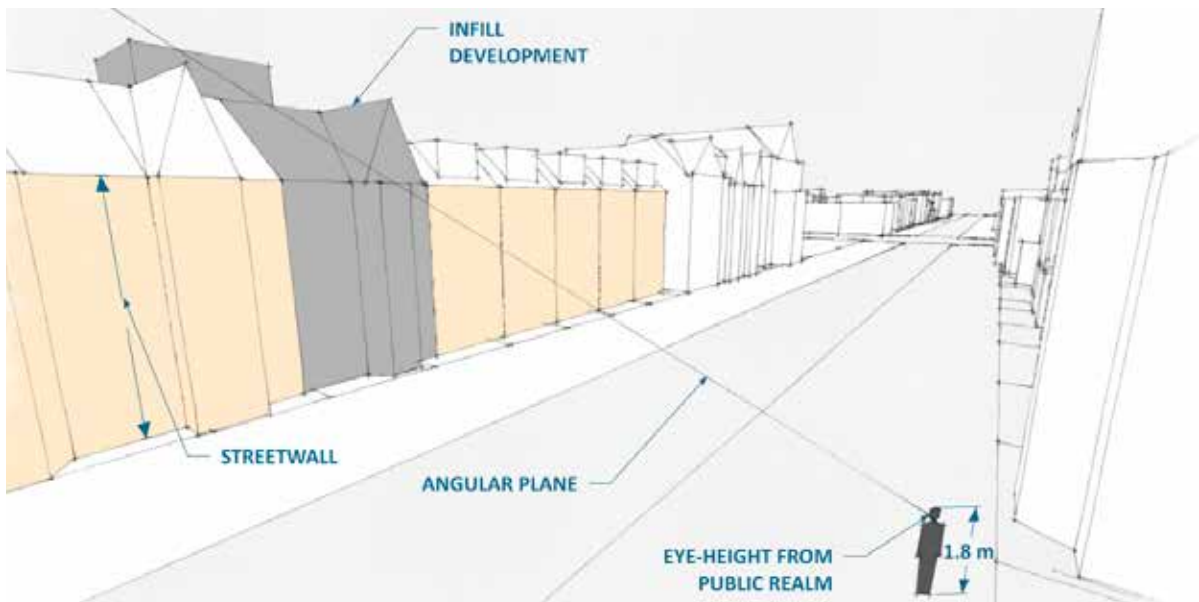 INFILL
DEVELOPMENT
STREETWALL
ANGULAR PLANE
EYE-HEIGHT FROM
PUBLIC REALM
1.8 m